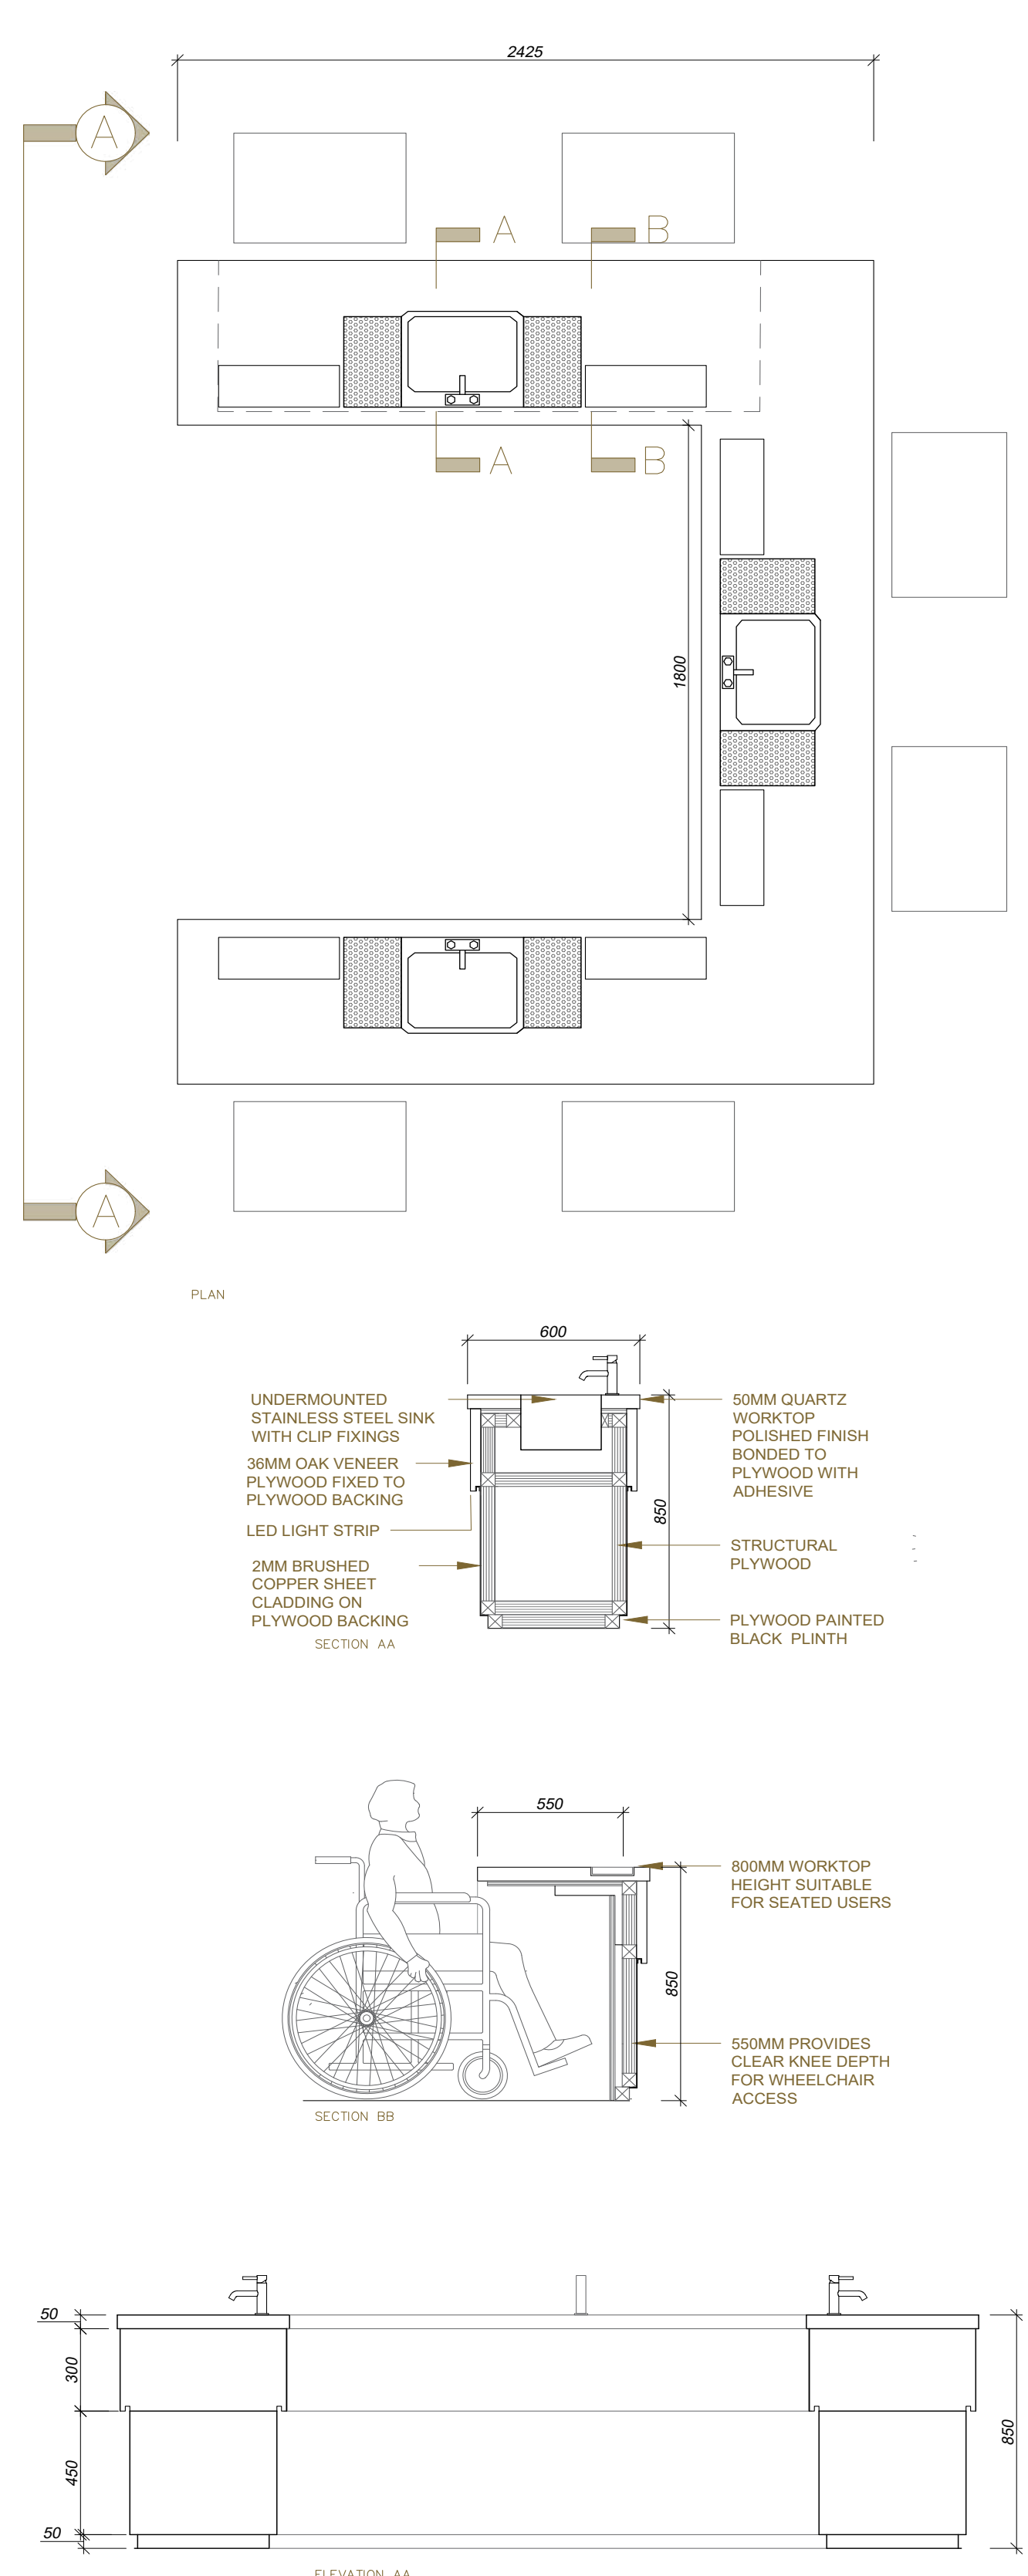 2425
A
A
B
A
B
1800
A
PLAN
600
UNDERMOUNTED
STAINLESS STEEL SINK
WITH CLIP FIXINGS
36MM OAK VENEER
PLYWOOD FIXED TO
PLYWOOD BACKING
LED LIGHT STRIP
2MM BRUSHED
COPPER SHEET
CLADDING ON
PLYWOOD BACKING
50MM QUARTZ
WORKTOP
POLISHED FINISH
BONDED TO
PLYWOOD WITH
ADHESIVE
850
STRUCTURAL
PLYWOOD
PLYWOOD PAINTED
BLACK PLINTH
SECTION AA
550
800MM WORKTOP
HEIGHT SUITABLE
FOR SEATED USERS
850
550MM PROVIDES
CLEAR KNEE DEPTH
FOR WHEELCHAIR
ACCESS
SECTION BB
50
300
450
50
850
ELEVATION AA